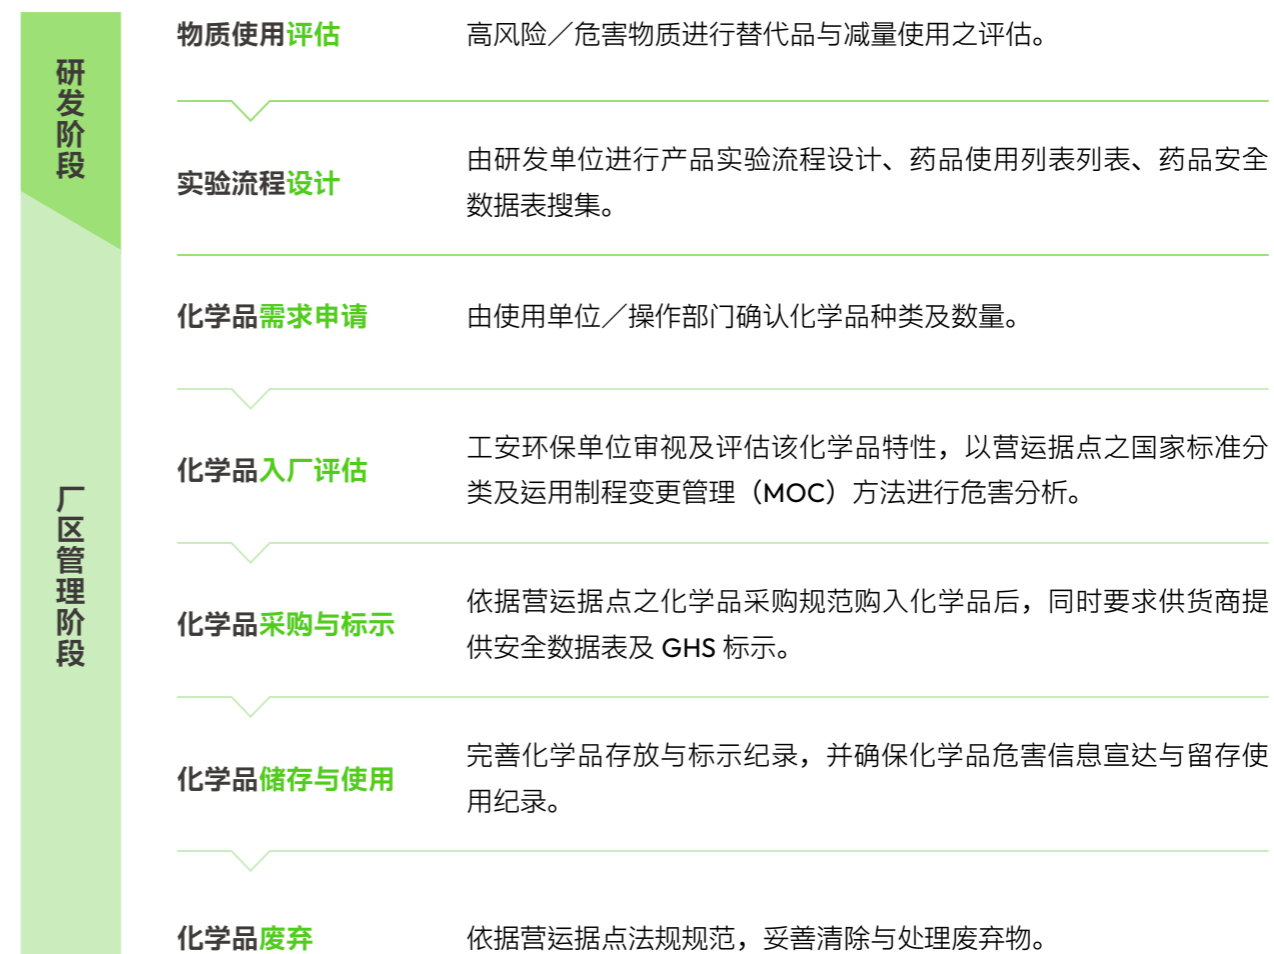 研发阶段
物质使用评估
高风险／危害物质进行替代品与减量使用之评估。
实验流程设计
由研发单位进行产品实验流程设计、药品使用列表列表、药品安全
数据表搜集。
厂区管理阶段
化学品需求申请
由使用单位／操作部门确认化学品种类及数量。
化学品入厂评估
工安环保单位审视及评估该化学品特性，以营运据点之国家标准分
类及运用制程变更管理（MOC）方法进行危害分析。
化学品采购与标示
依据营运据点之化学品采购规范购入化学品后，同时要求供货商提
供安全数据表及 GHS 标示。
化学品储存与使用
完善化学品存放与标示纪录，并确保化学品危害信息宣达与留存使
用纪录。
化学品废弃
依据营运据点法规规范，妥善清除与处理废弃物。